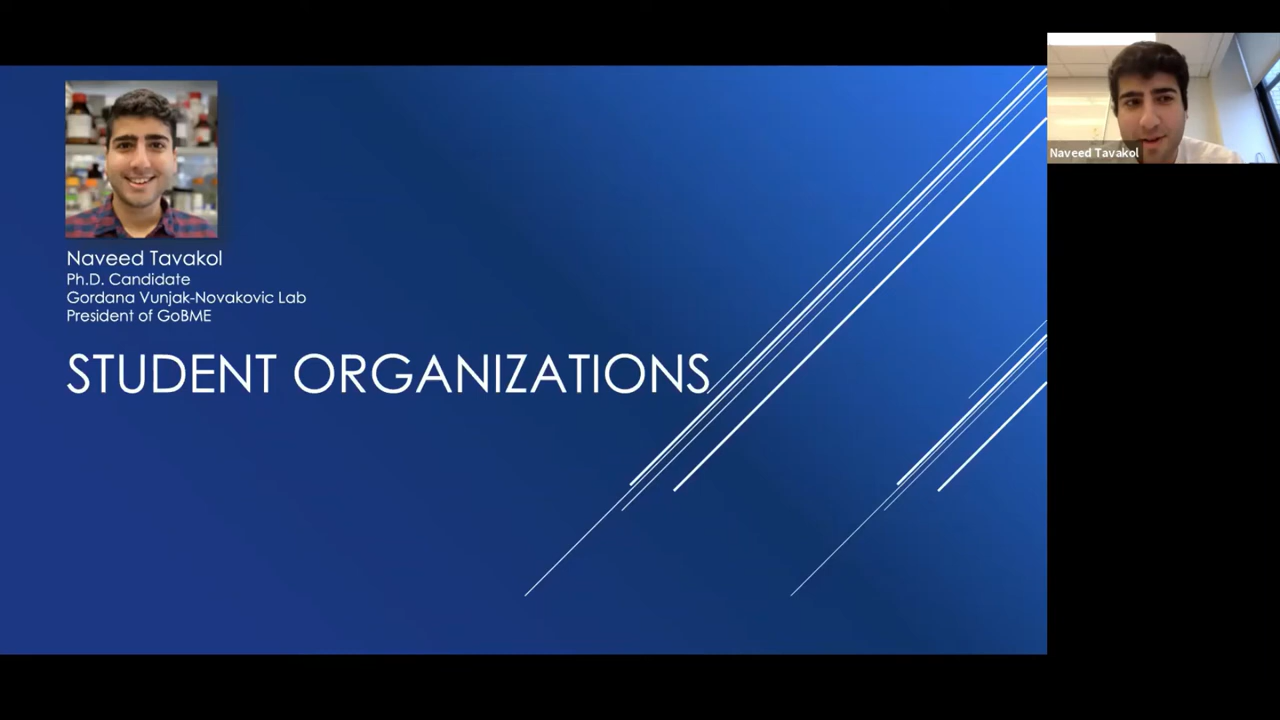 Naveed Tavakol
Ph.D. Candidate
Gordana Vunjak-Novakovic Lab
President of GoBME
STUDENT ORGANIZATIONS
Naveed Tavakol